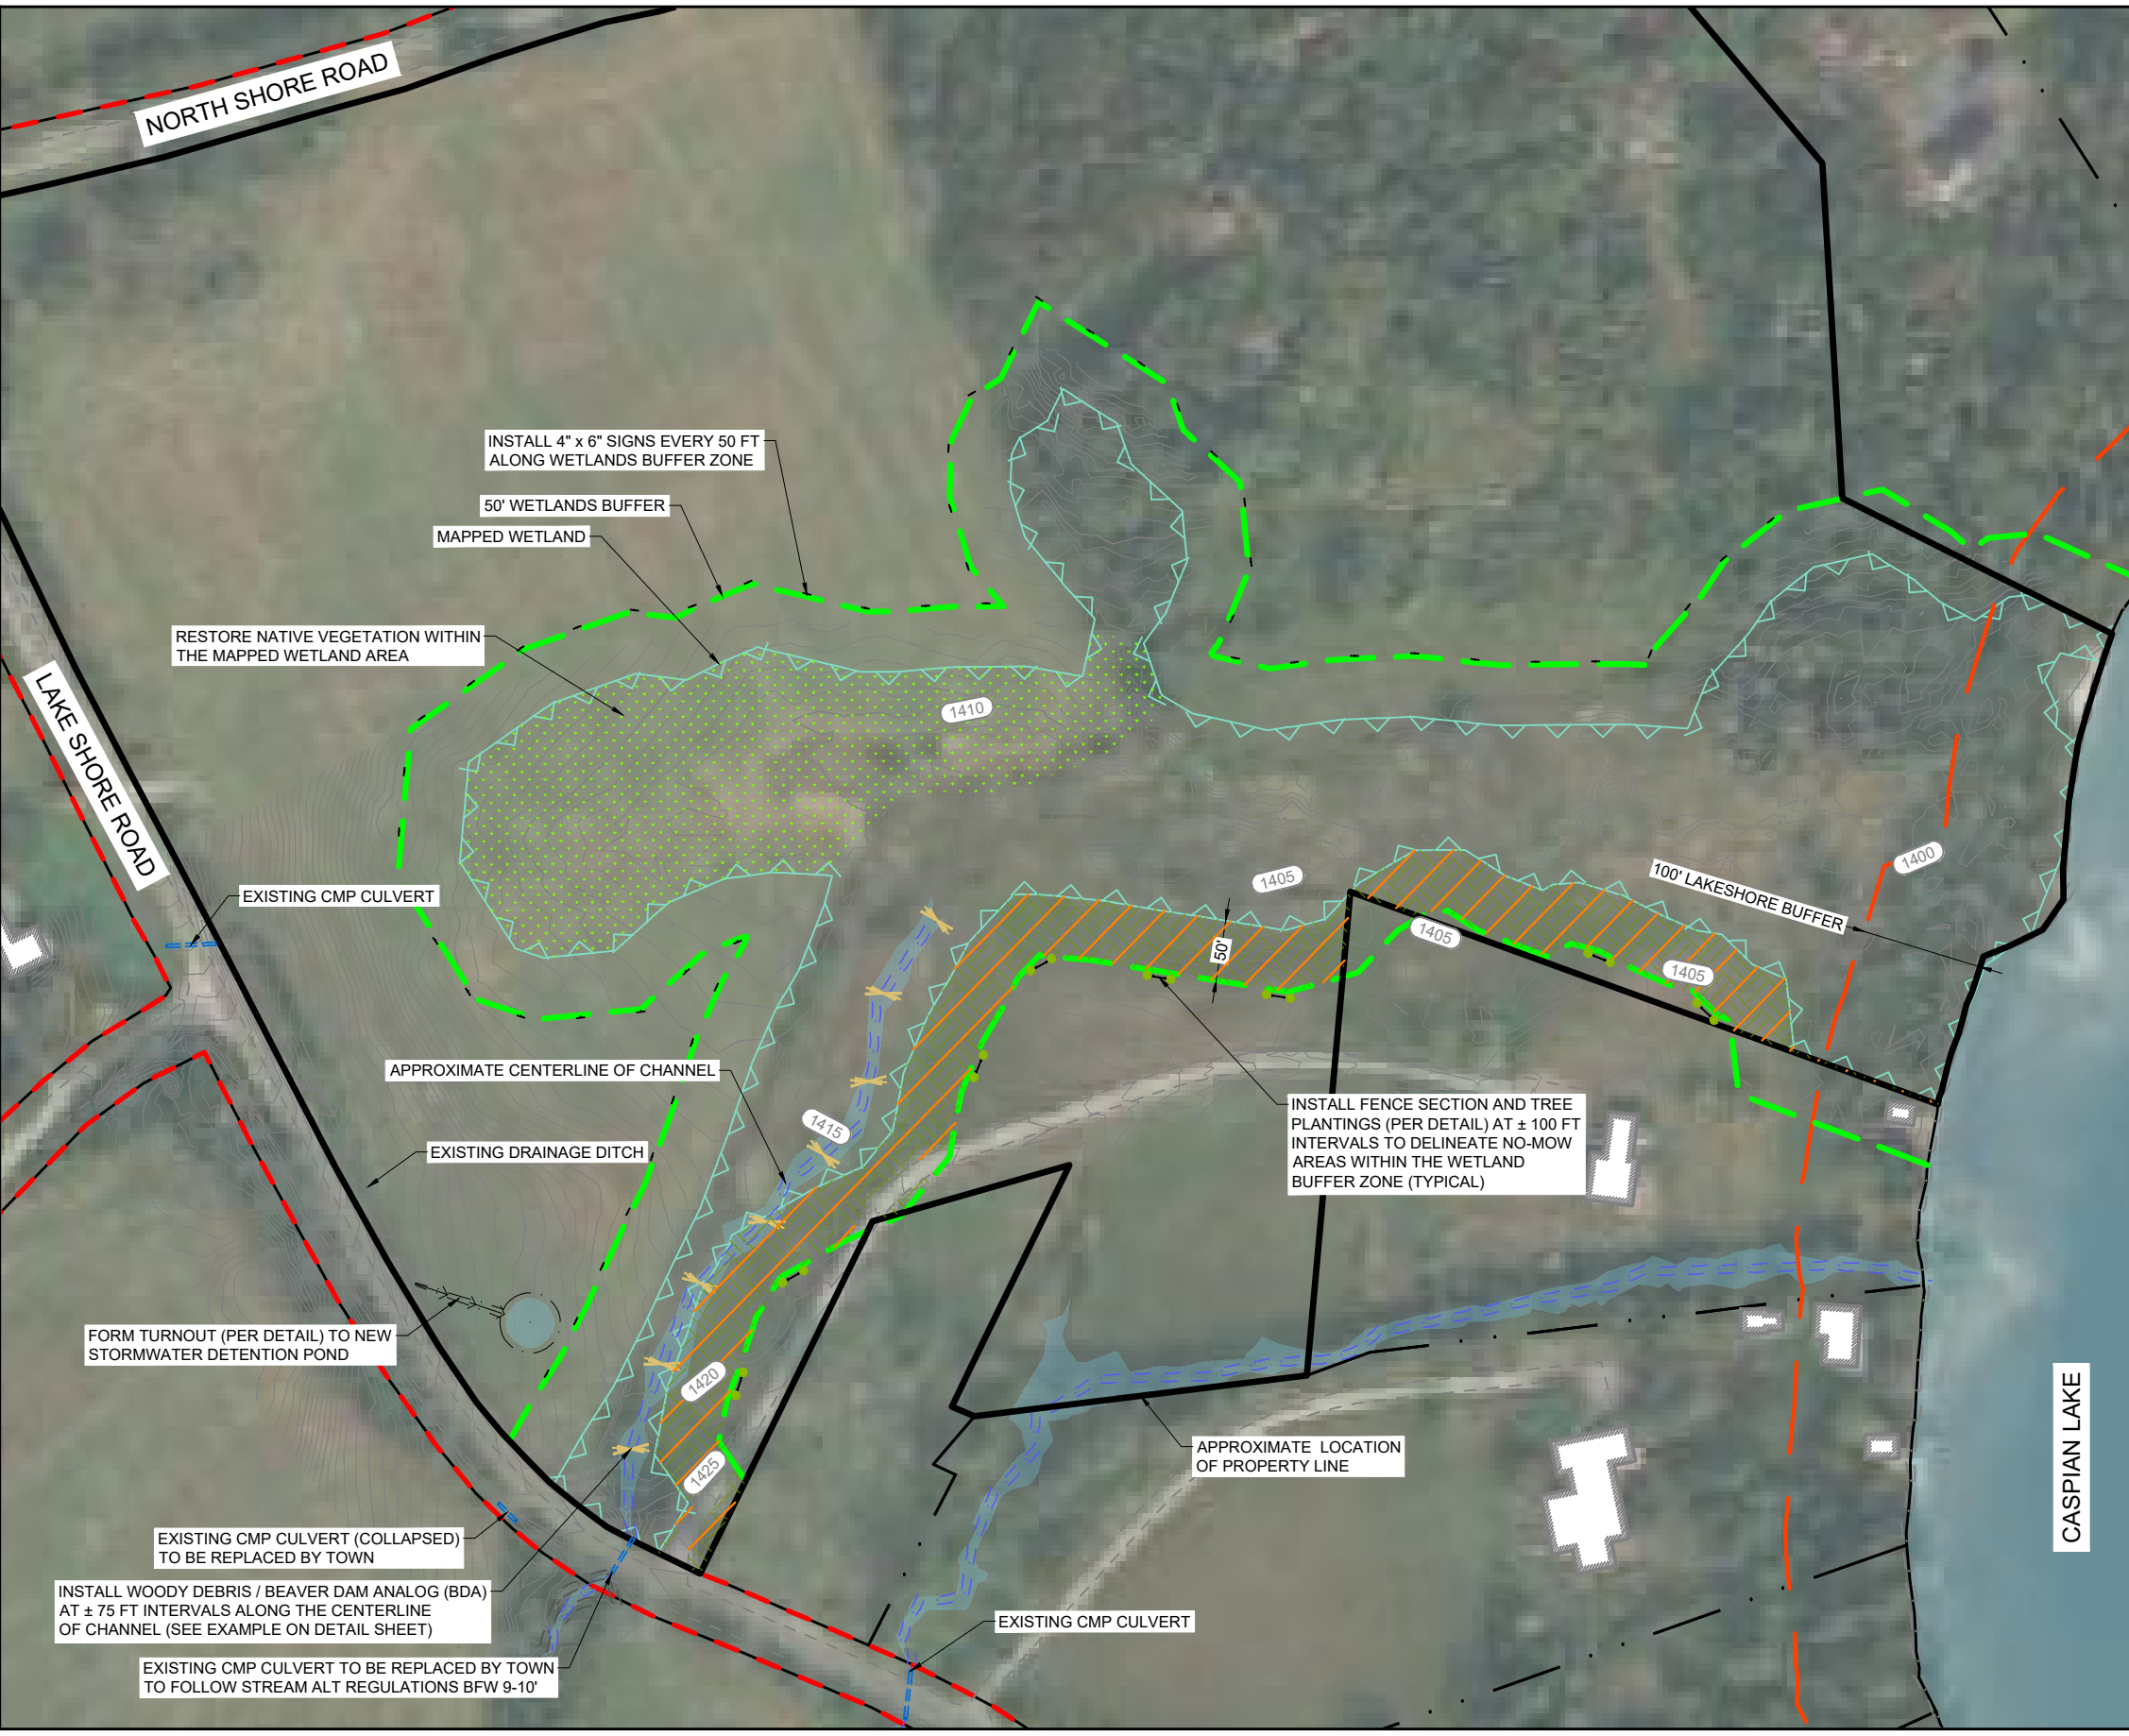 NORTH SHORE ROAD
INSTALL 4" x 6" SIGNS EVERY 50 FT
ALONG WETLANDS BUFFER ZONE
50' WETLANDS BUFFER
MAPPED WETLAND
RESTORE NATIVE VEGETATION WITHIN
THE MAPPED WETLAND AREA
LAKE SHORE ROAD
1410
1405
1400
100' LAKESHORE BUFFER
EXISTING CMP CULVERT
50'
1405
1405
APPROXIMATE CENTERLINE OF CHANNEL
1415
INSTALL FENCE SECTION AND TREE
PLANTINGS (PER DETAIL) AT ± 100 FT
INTERVALS TO DELINEATE NO-MOW
AREAS WITHIN THE WETLAND
BUFFER ZONE (TYPICAL)
EXISTING DRAINAGE DITCH
FORM TURNOUT (PER DETAIL) TO NEW
STORMWATER DETENTION POND
1420
1425
APPROXIMATE LOCATION
OF PROPERTY LINE
CASPIAN LAKE
EXISTING CMP CULVERT (COLLAPSED)
TO BE REPLACED BY TOWN
INSTALL WOODY DEBRIS / BEAVER DAM ANALOG (BDA)
AT ± 75 FT INTERVALS ALONG THE CENTERLINE
OF CHANNEL (SEE EXAMPLE ON DETAIL SHEET)
EXISTING CMP CULVERT
EXISTING CMP CULVERT TO BE REPLACED BY TOWN
TO FOLLOW STREAM ALT REGULATIONS BFW 9-10'